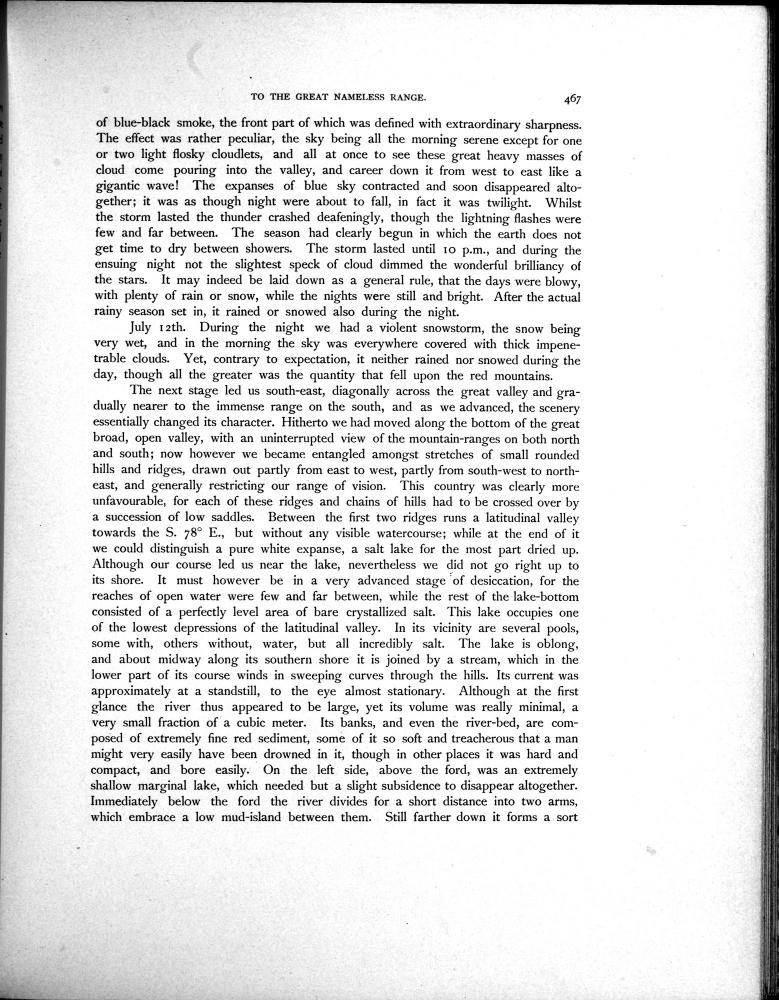 TO THE GREAT NAMELESS RANGE. 467
of blue-black smoke, the front part of which was defined with extraordinary sharpness.
The effect was rather peculiar, the sky being all the morning serene except for one
or two light flosky cloudlets, and all at once to see these great heavy masses of
cloud come pouring into the valley, and career down it from west to east like a
gigantic wave! The expanses of blue sky contracted and soon disappeared alto-
gether; it was as though night were about to fall, in fact it was twilight. Whilst
the storm lasted the thunder crashed deafeningly, though the lightning flashes were
few and far between. The season had clearly begun in which the earth does not
get time to dry between showers. The storm lasted until 10 p.m., and during the
ensuing night not the slightest speck of cloud dimmed the wonderful brilliancy of
the stars. It may indeed be laid down as a general rule, that the days were blowy,
with plenty of rain or snow, while the nights were still and bright. After the actual
rainy season set in, it rained or snowed also during the night.
July 12th. During the night we had a violent snowstorm, the snow being
very wet, and in the morning the sky was everywhere covered with thick impene-
trable clouds. Yet, contrary to expectation, it neither rained nor snowed during the
day, though all the greater was the quantity that fell upon the red mountains.
The next stage led us south-east, diagonally across the great valley and gra-
dually nearer to the immense range on the south, and as we advanced, the scenery
essentially changed its character. Hitherto we had moved along the bottom of the great
broad, open valley, with an uninterrupted view of the mountain-ranges on both north
and south; now however we became entangled amongst stretches of small rounded
hills and ridges, drawn out partly from east to west, partly from south-west to north-
east, and generally restricting our range of vision. This country was clearly more
unfavourable, for each of these ridges and chains of hills had to be crossed over by
a succession of low saddles. Between the first two ridges runs a latitudinal valley
towards the S. 78° E., but without any visible watercourse; while at the end of it
we could distinguish a pure white expanse, a salt lake for the most part dried up.
Although our course led us near the lake, nevertheless we did not go right up to
its shore. It must however be in a very advanced stage of desiccation, for the
reaches of open water were few and far between, while the rest of the lake-bottom
consisted of a perfectly level area of bare crystallized salt. This lake occupies one
of the lowest depressions of the latitudinal valley. In its vicinity are several pools,
some with, others without, water, but all incredibly salt. The lake is oblong,
and about midway along its southern shore it is joined by a stream, which in the
lower part of its course winds in sweeping curves through the hills. Its current was
approximately at a standstill, to the eye almost stationary. Although at the first
glance the river thus appeared to be large, yet its volume was really minimal, a
very small fraction of a cubic meter. Its banks, and even the river-bed, are com-
posed of extremely fine red sediment, some of it so soft and treacherous that a man
might very easily have been drowned in it, though in other places it was hard and
compact, and bore easily. On the left side, above the ford, was an extremely
shallow marginal lake, which needed but a slight subsidence to disappear altogether.
Immediately below the ford the river divides for a short distance into two arms,
which embrace a low mud-island between them. Still farther down it forms a sort